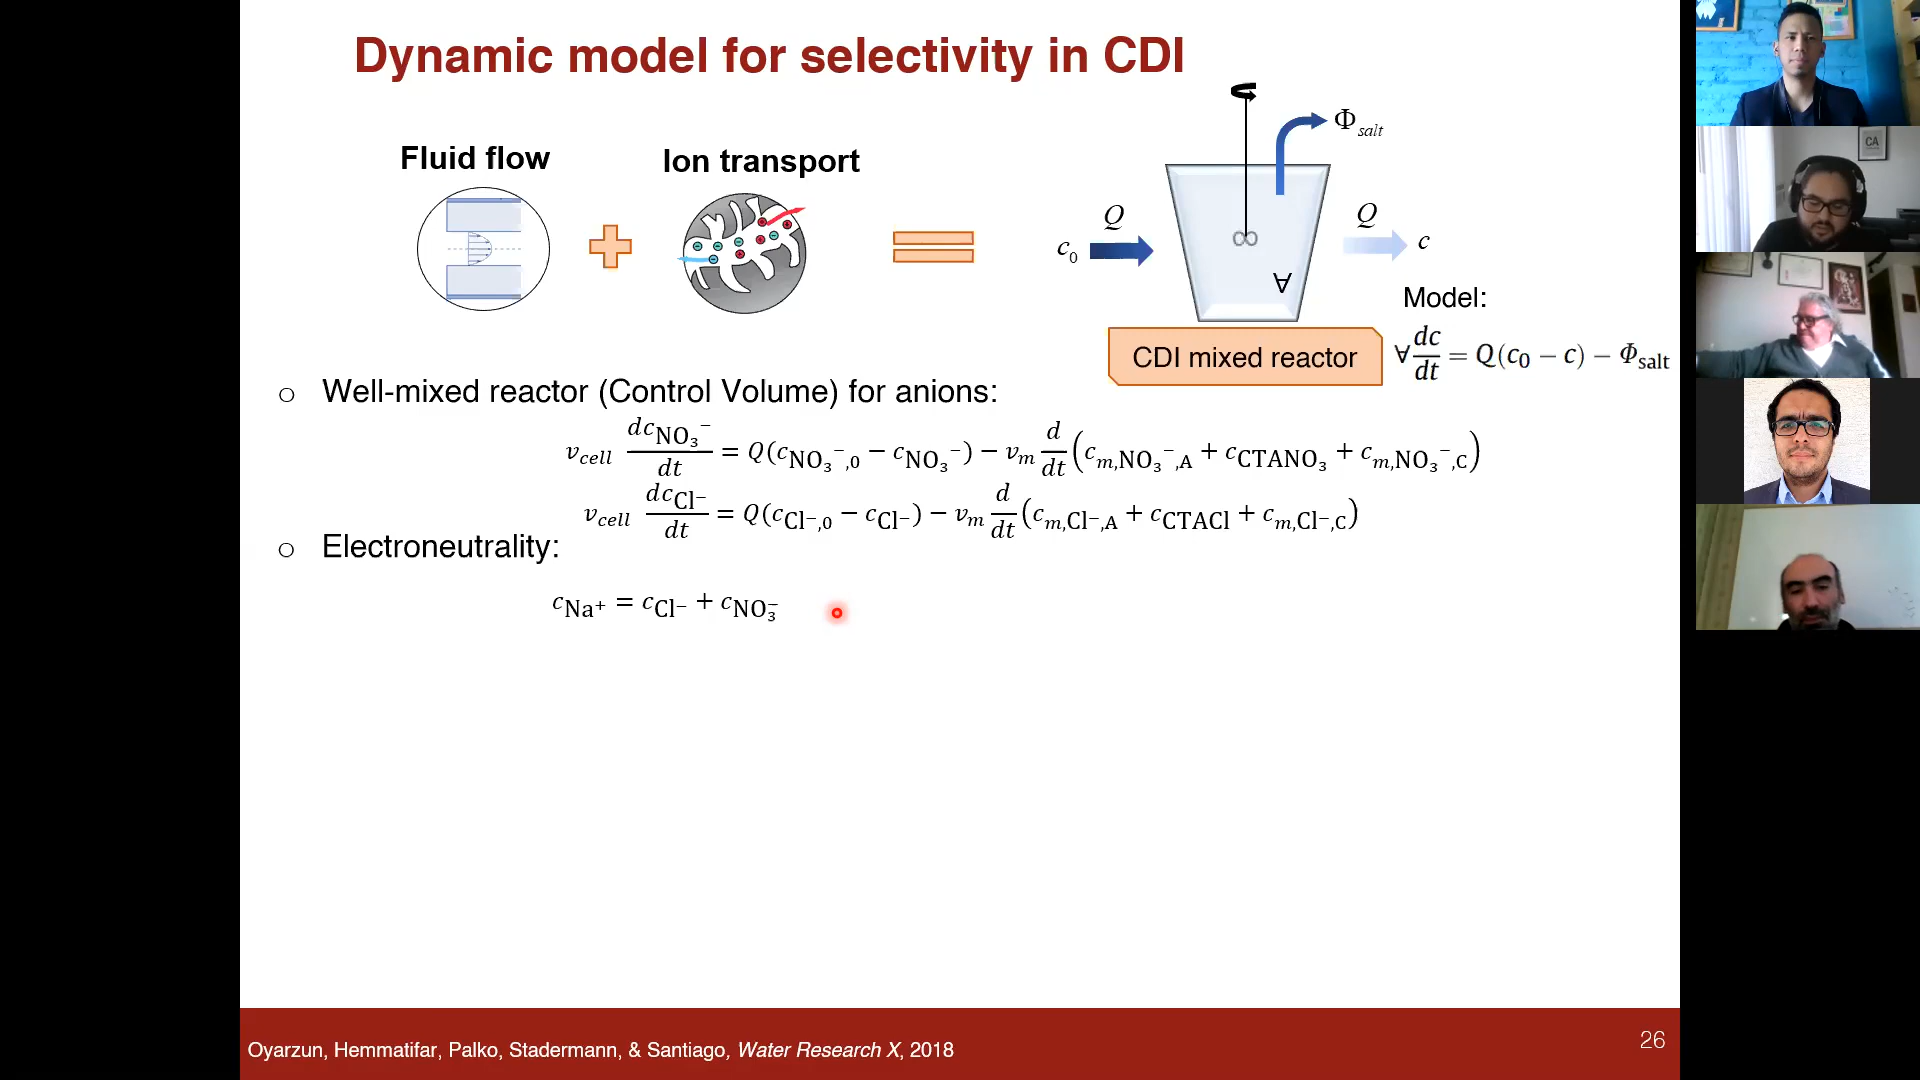 Dynamic model for selectivity in CDI
Fluid flow
Ion transport
Φ_salt
Q
c_0
Q
c
∀
Model:
CDI mixed reactor
∀ dc/dt = Q(c_0 − c) − Φ_salt
○ Well-mixed reactor (Control Volume) for anions:
v_cell dc_NO₃⁻/dt = Q(c_NO₃⁻,0 − c_NO₃⁻) − v_m d/dt (c_m,NO₃⁻,A + c_CTANO₃ + c_m,NO₃⁻,C)
v_cell dc_Cl⁻/dt = Q(c_Cl⁻,0 − c_Cl⁻) − v_m d/dt (c_m,Cl⁻,A + c_CTACl + c_m,Cl⁻,C)
○ Electroneutrality:
c_Na⁺ = c_Cl⁻ + c_NO₃⁻
Oyarzun, Hemmatifar, Palko, Stadermann, & Santiago, Water Research X, 2018
26
CA